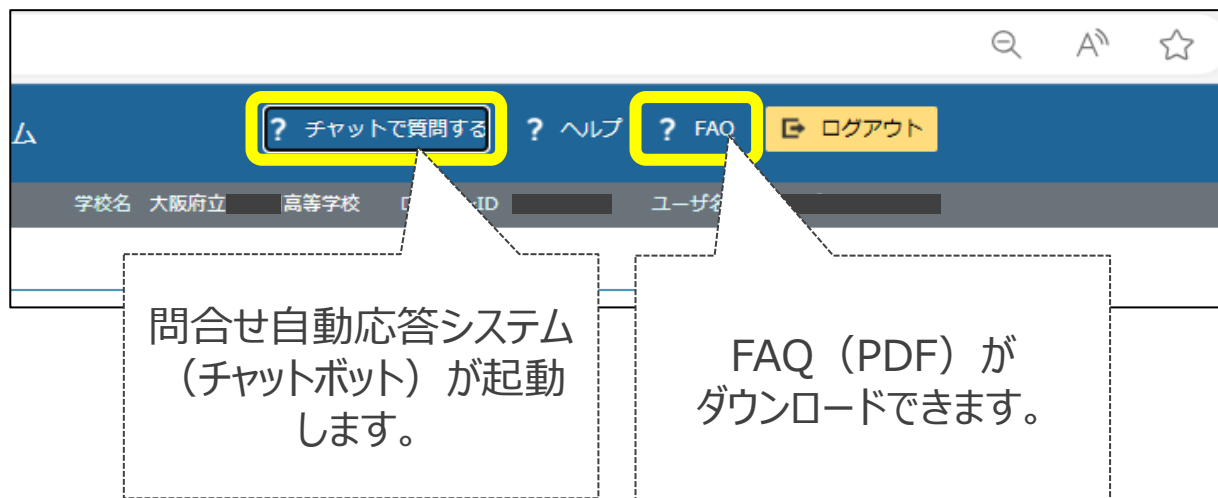 ム ? チャットで質問する ? ヘルプ ? FAQ ログアウト
学校名 大阪府立 高等学校 ID ユーザ名
問合せ自動応答システム
（チャットボット）が起動
します。
FAQ（PDF）が
ダウンロードできます。